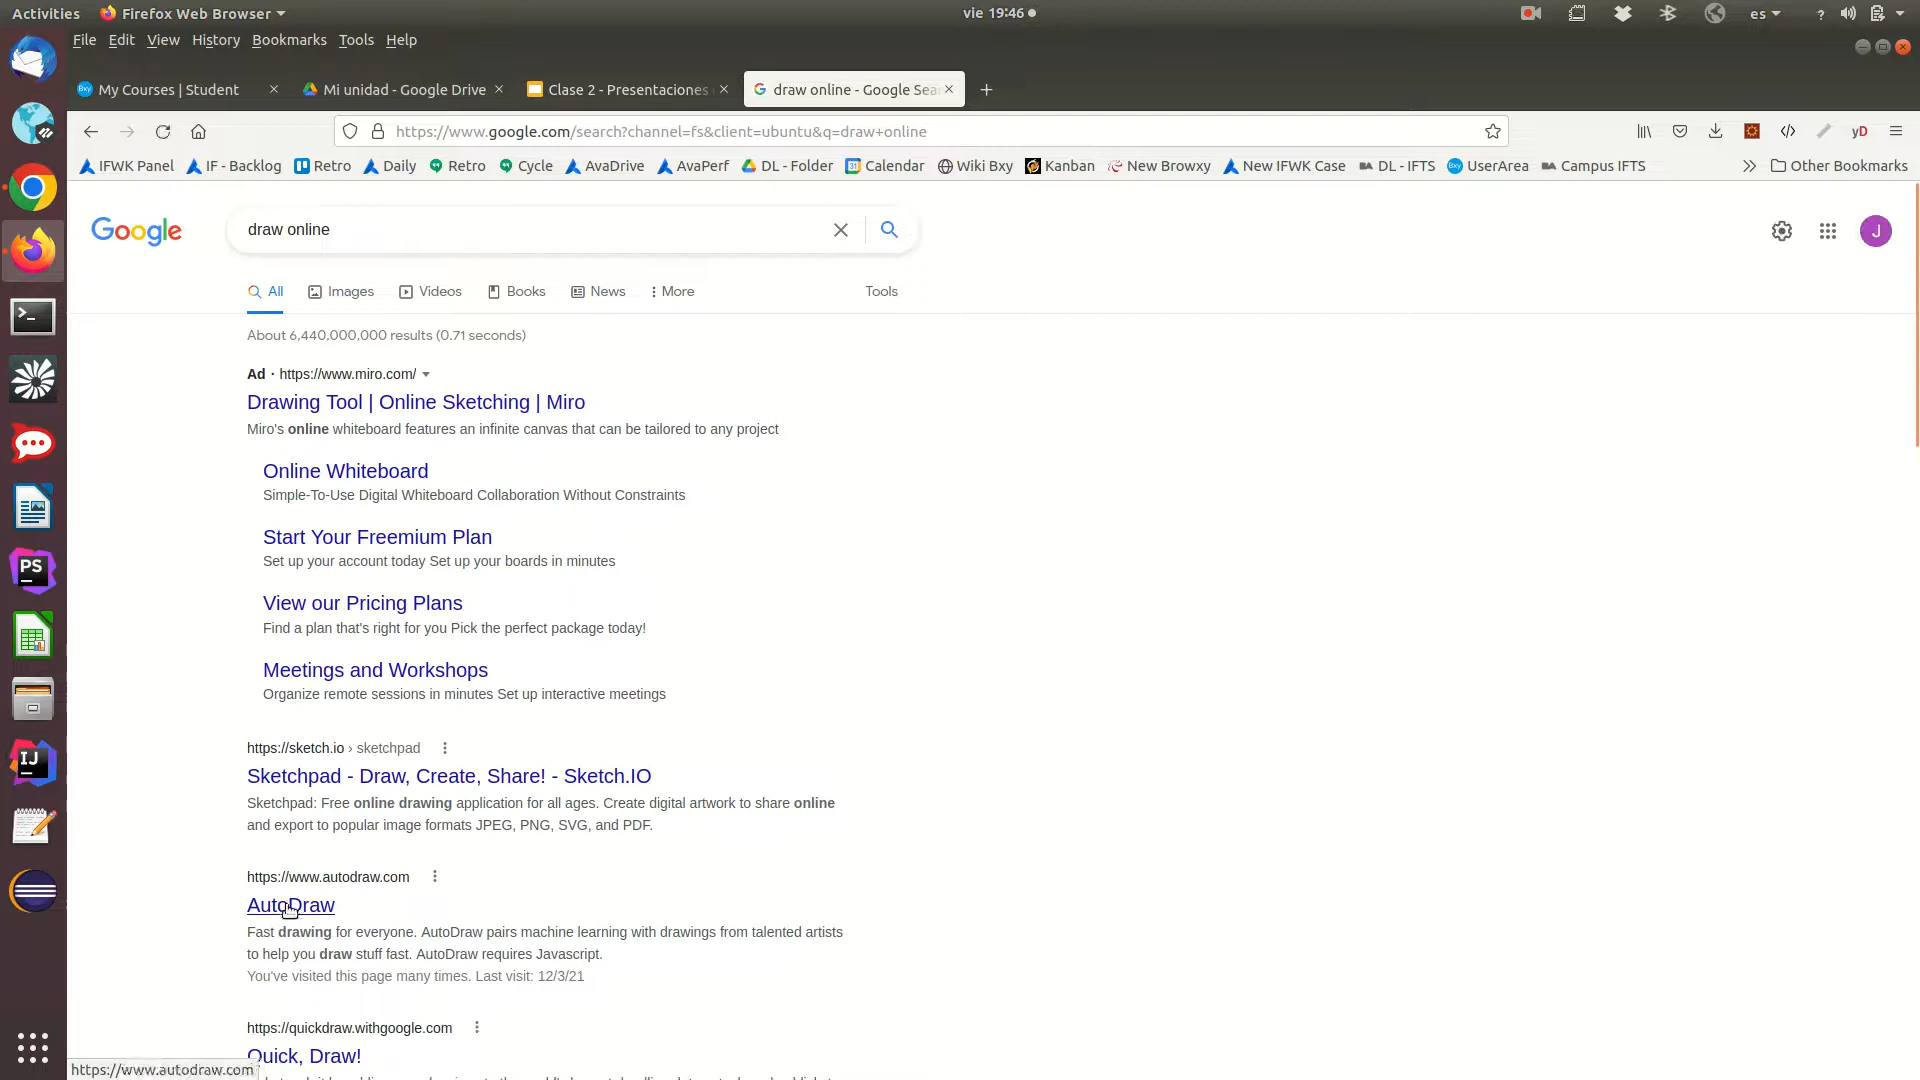 Activities Firefox Web Browser vie 19:46 es ?
File Edit View History Bookmarks Tools Help
My Courses | Student Mi unidad - Google Drive Clase 2 - Presentaciones draw online - Google Sea
https://www.google.com/search?channel=fs&client=ubuntu&q=draw+online yD
IFWK Panel IF - Backlog Retro Daily Retro Cycle AvaDrive AvaPerf DL - Folder Calendar Wiki Bxy Kanban New Browxy New IFWK Case DL - IFTS UserArea Campus IFTS Other Bookmarks
Google draw online J
All Images Videos Books News More Tools
About 6,440,000,000 results (0.71 seconds)
Ad · https://www.miro.com/
Drawing Tool | Online Sketching | Miro
Miro's online whiteboard features an infinite canvas that can be tailored to any project
Online Whiteboard
Simple-To-Use Digital Whiteboard Collaboration Without Constraints
Start Your Freemium Plan
Set up your account today Set up your boards in minutes
View our Pricing Plans
Find a plan that's right for you Pick the perfect package today!
Meetings and Workshops
Organize remote sessions in minutes Set up interactive meetings
https://sketch.io › sketchpad
Sketchpad - Draw, Create, Share! - Sketch.IO
Sketchpad: Free online drawing application for all ages. Create digital artwork to share online
and export to popular image formats JPEG, PNG, SVG, and PDF.
https://www.autodraw.com
AutoDraw
Fast drawing for everyone. AutoDraw pairs machine learning with drawings from talented artists
to help you draw stuff fast. AutoDraw requires Javascript.
You've visited this page many times. Last visit: 12/3/21
https://quickdraw.withgoogle.com
Quick, Draw!
https://www.autodraw.com
PS
IJ